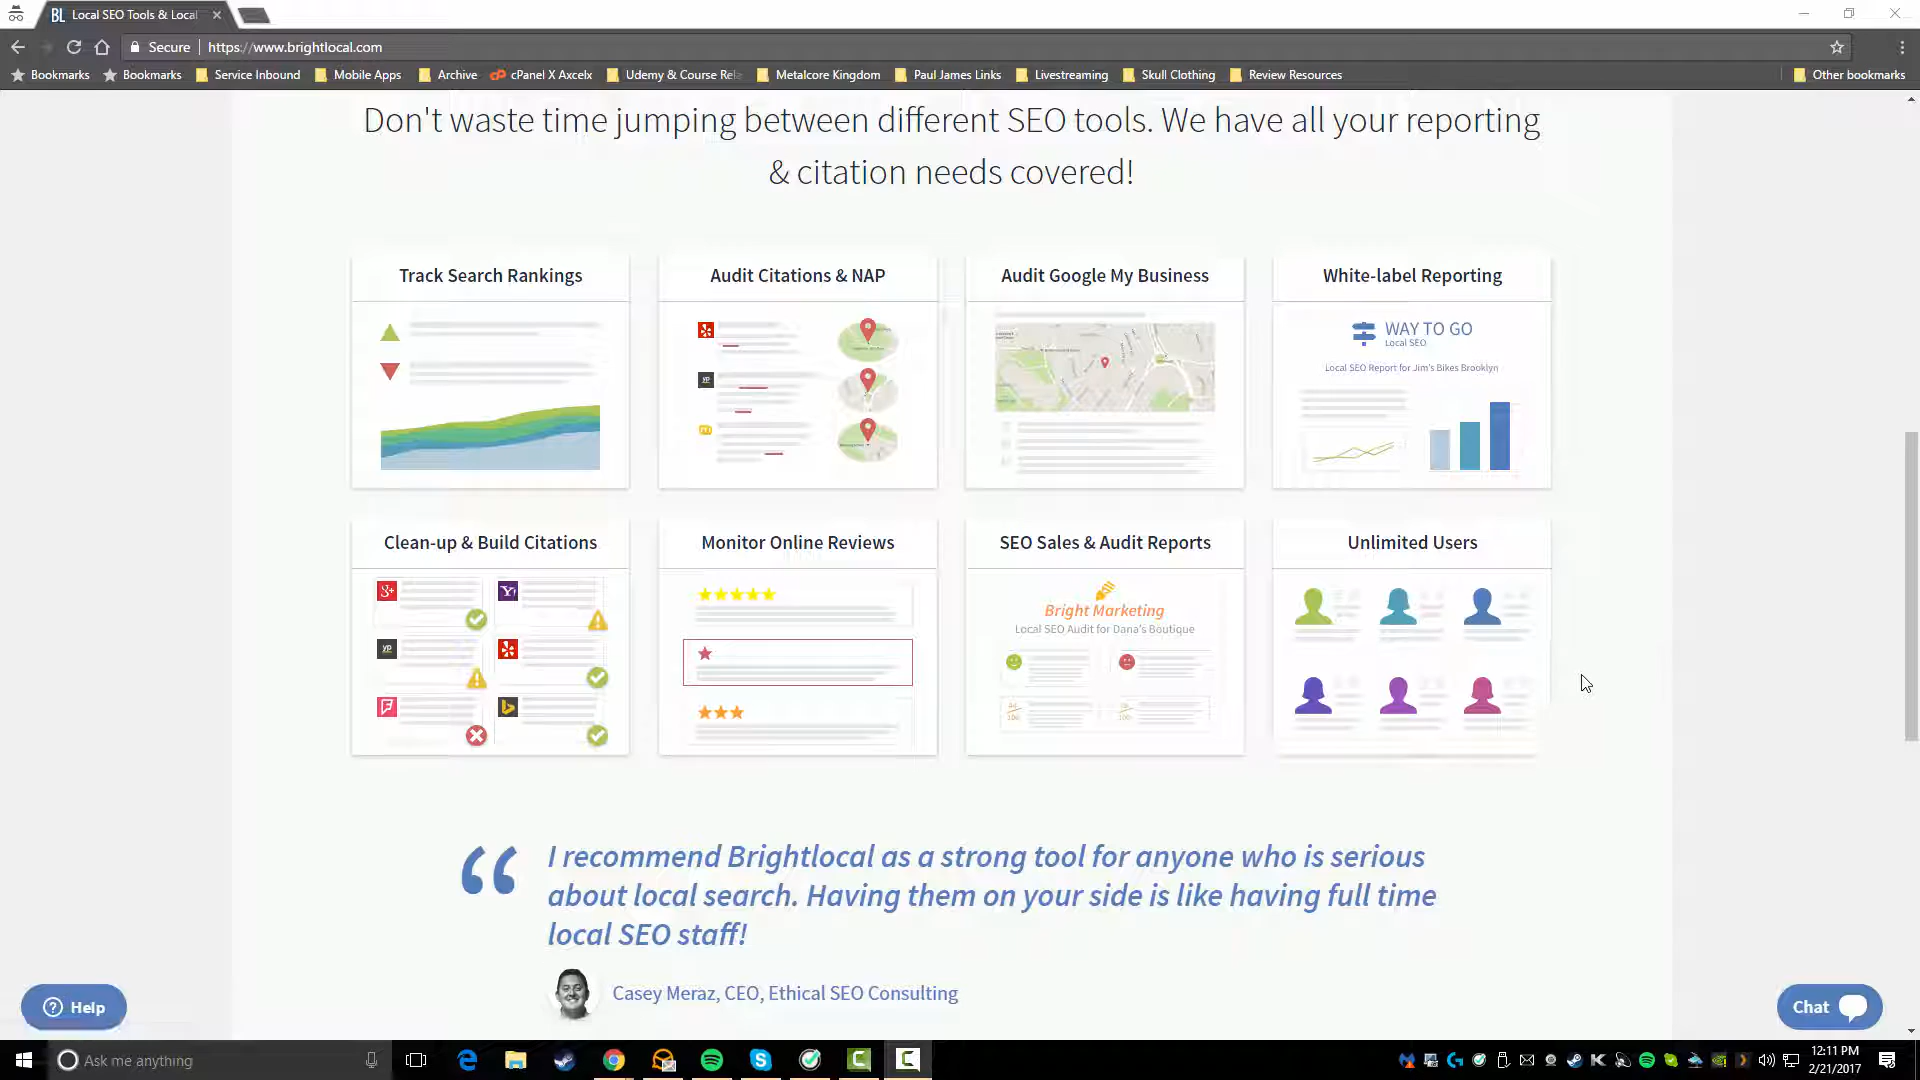 BL Local SEO Tools & Local
Secure https://www.brightlocal.com
Bookmarks Bookmarks Service Inbound Mobile Apps Archive cPanel X Axcelx Udemy & Course Rel Metalcore Kingdom Paul James Links Livestreaming Skull Clothing Review Resources Other bookmarks
Don't waste time jumping between different SEO tools. We have all your reporting
& citation needs covered!
Track Search Rankings Audit Citations & NAP Audit Google My Business White-label Reporting
WAY TO GO
Local SEO
Local SEO Report for Jim's Bikes Brooklyn
Clean-up & Build Citations Monitor Online Reviews SEO Sales & Audit Reports Unlimited Users
Bright Marketing
Local SEO Audit for Dana's Boutique
I recommend Brightlocal as a strong tool for anyone who is serious
about local search. Having them on your side is like having full time
local SEO staff!
Casey Meraz, CEO, Ethical SEO Consulting
Help
Chat
Ask me anything
12:11 PM
2/21/2017